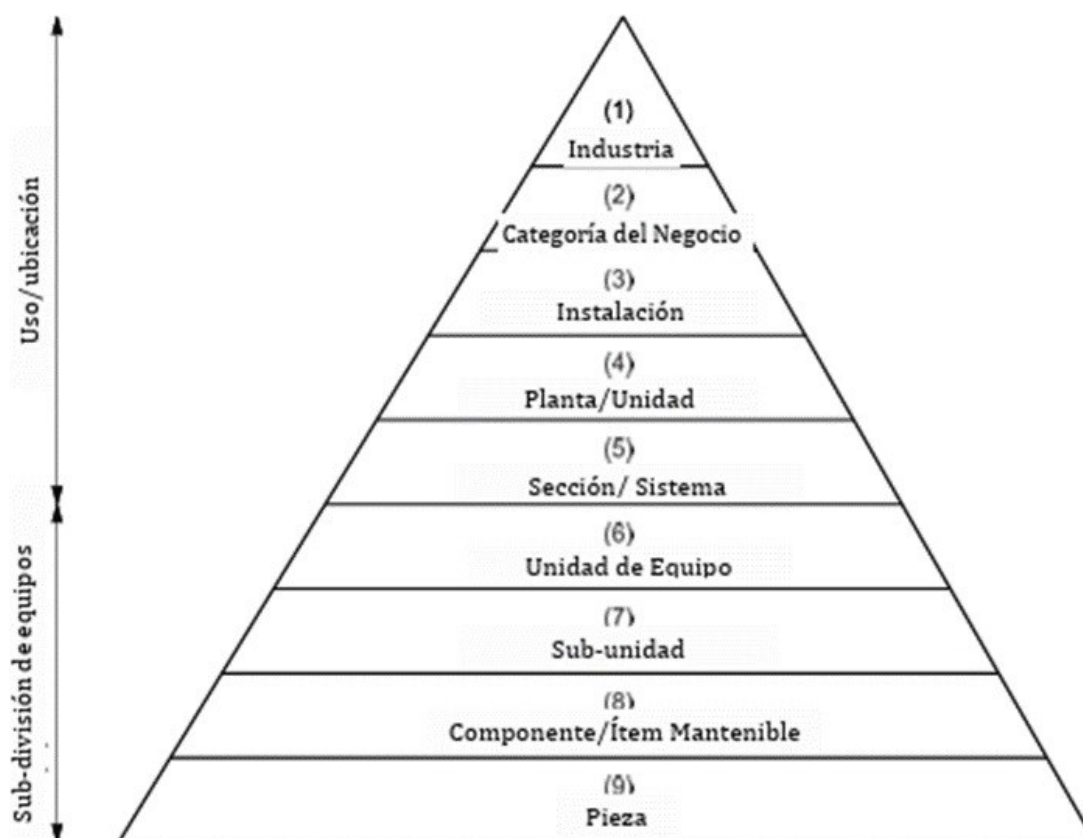 (1)
Industria
(2)
Categoría del Negocio
(3)
Instalación
(4)
Planta/Unidad
(5)
Sección/ Sistema
(6)
Unidad de Equipo
(7)
Sub-unidad
(8)
Componente/Ítem Mantenible
(9)
Pieza
Uso/ubicación
Sub-división de equipos